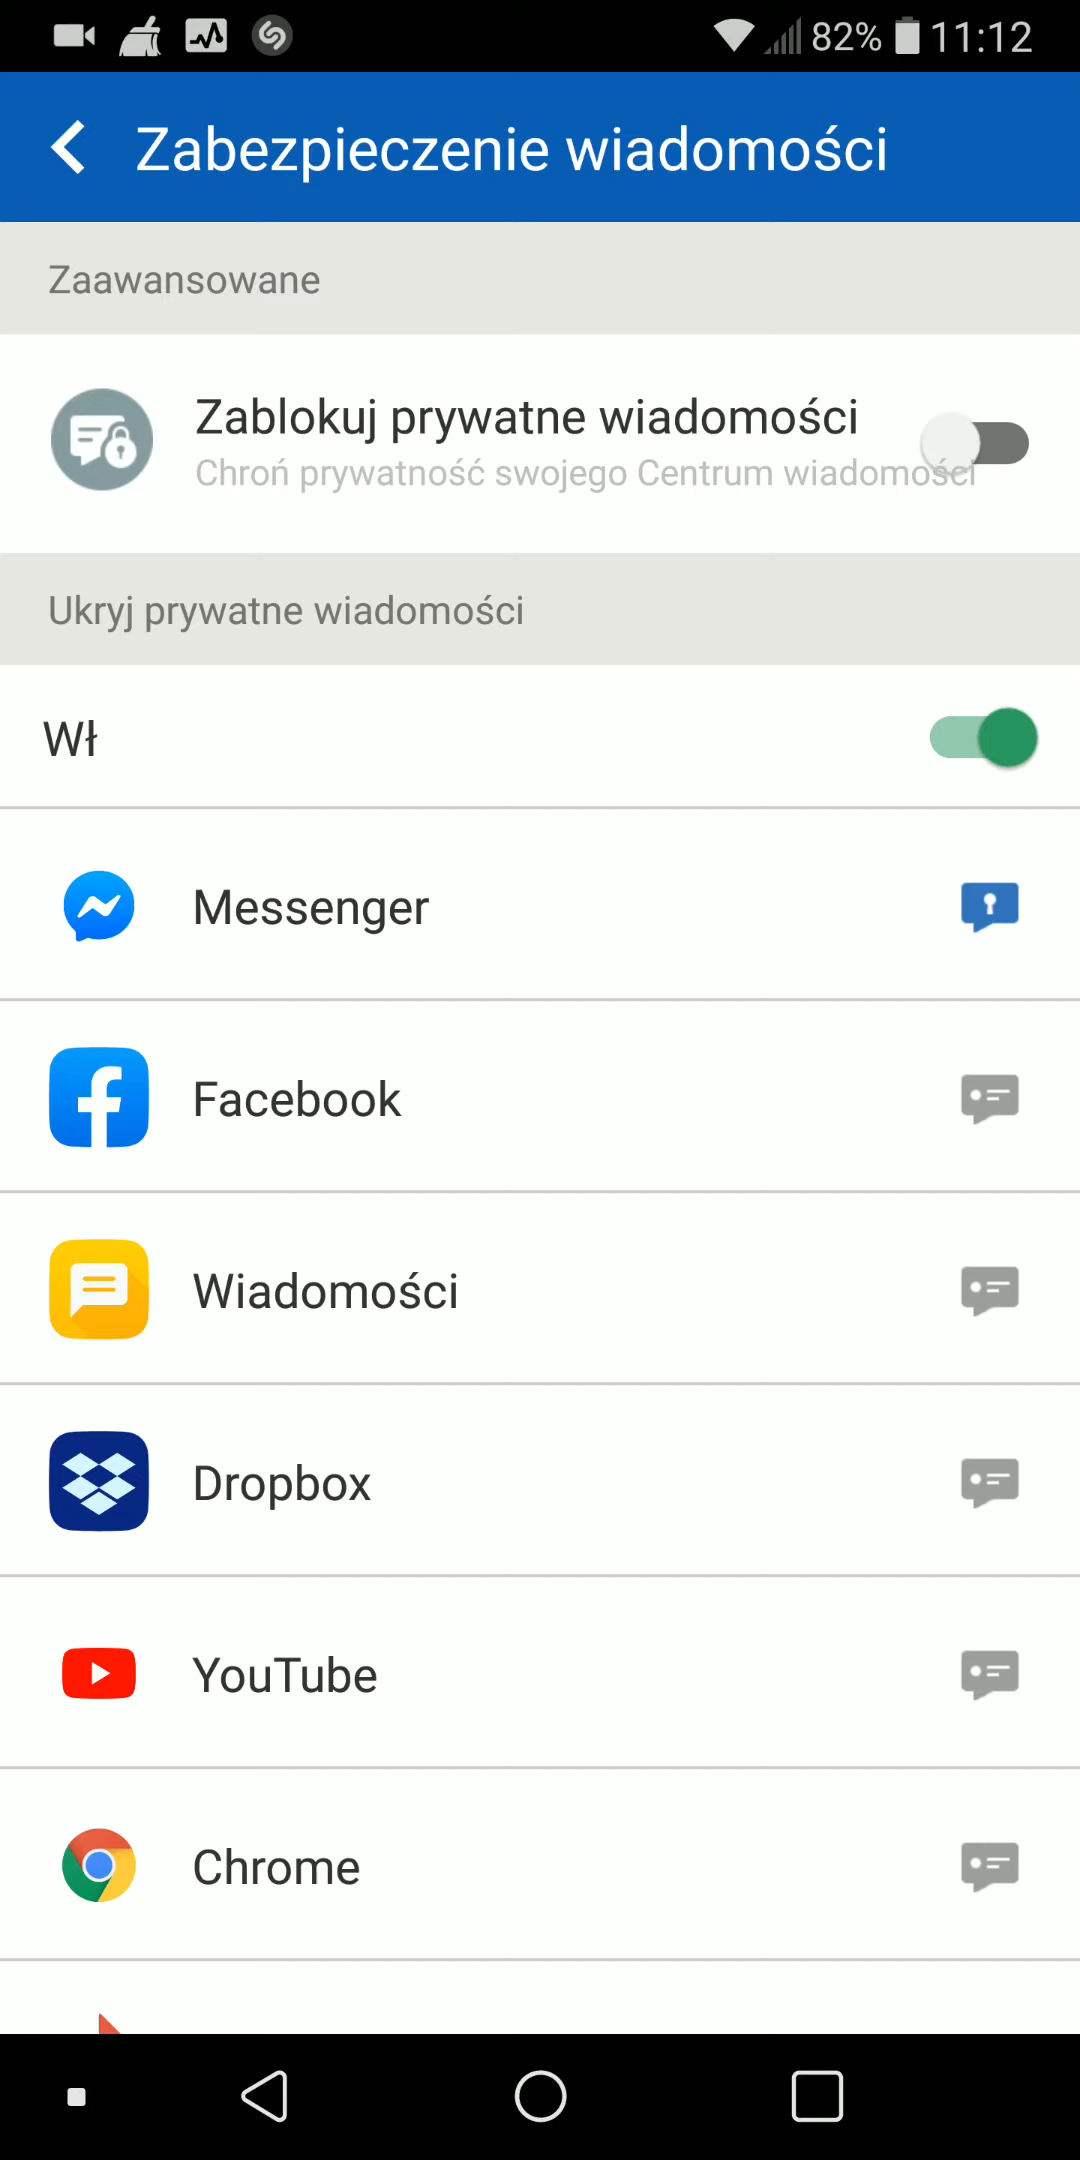 82% 11:12
Zabezpieczenie wiadomości
Zaawansowane
Zablokuj prywatne wiadomości
Chroń prywatność swojego Centrum wiadomości
Ukryj prywatne wiadomości
Wł
Messenger
Facebook
Wiadomości
Dropbox
YouTube
Chrome